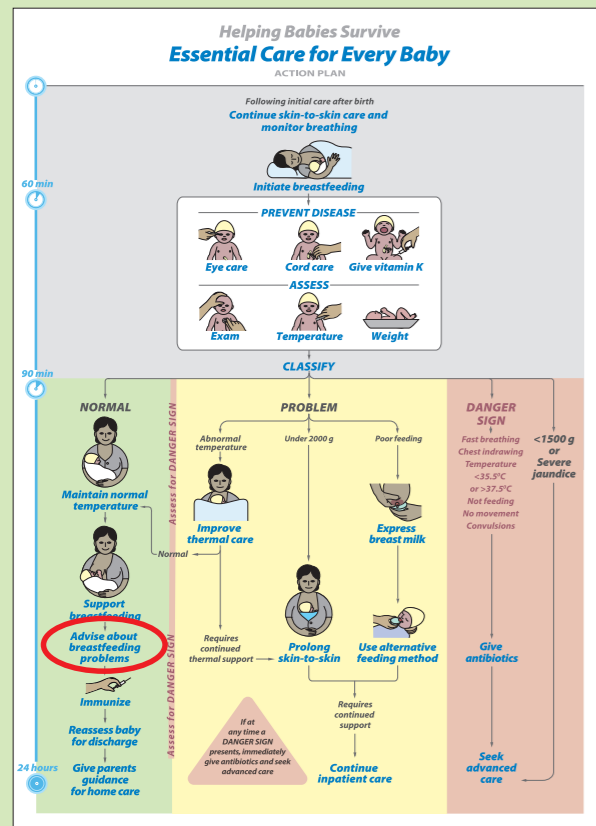 Helping Babies Survive
Essential Care for Every Baby
ACTION PLAN
Following initial care after birth
Continue skin-to-skin care and
monitor breathing
60 min
Initiate breastfeeding
PREVENT DISEASE
Eye care
Cord care
Give vitamin K
ASSESS
Exam
Temperature
Weight
CLASSIFY
90 min
NORMAL
Maintain normal
temperature
Support
breastfeeding
Advise about
breastfeeding
problems
Immunize
Reassess baby
for discharge
24 hours
Give parents
guidance
for home care
Assess for DANGER SIGN
Assess for DANGER SIGN
PROBLEM
Abnormal
temperature
Improve
thermal care
Normal
Requires
continued
thermal support
Under 2000 g
Prolong
skin-to-skin
Poor feeding
Express
breast milk
Use alternative
feeding method
Requires
continued
support
Continue
inpatient care
If at
any time a
DANGER SIGN
presents, immediately
give antibiotics and seek
advanced care
DANGER
SIGN
Fast breathing
Chest indrawing
Temperature
<35.5ºC
or >37.5ºC
Not feeding
No movement
Convulsions
Give
antibiotics
Seek
advanced
care
<1500 g
or
Severe
jaundice